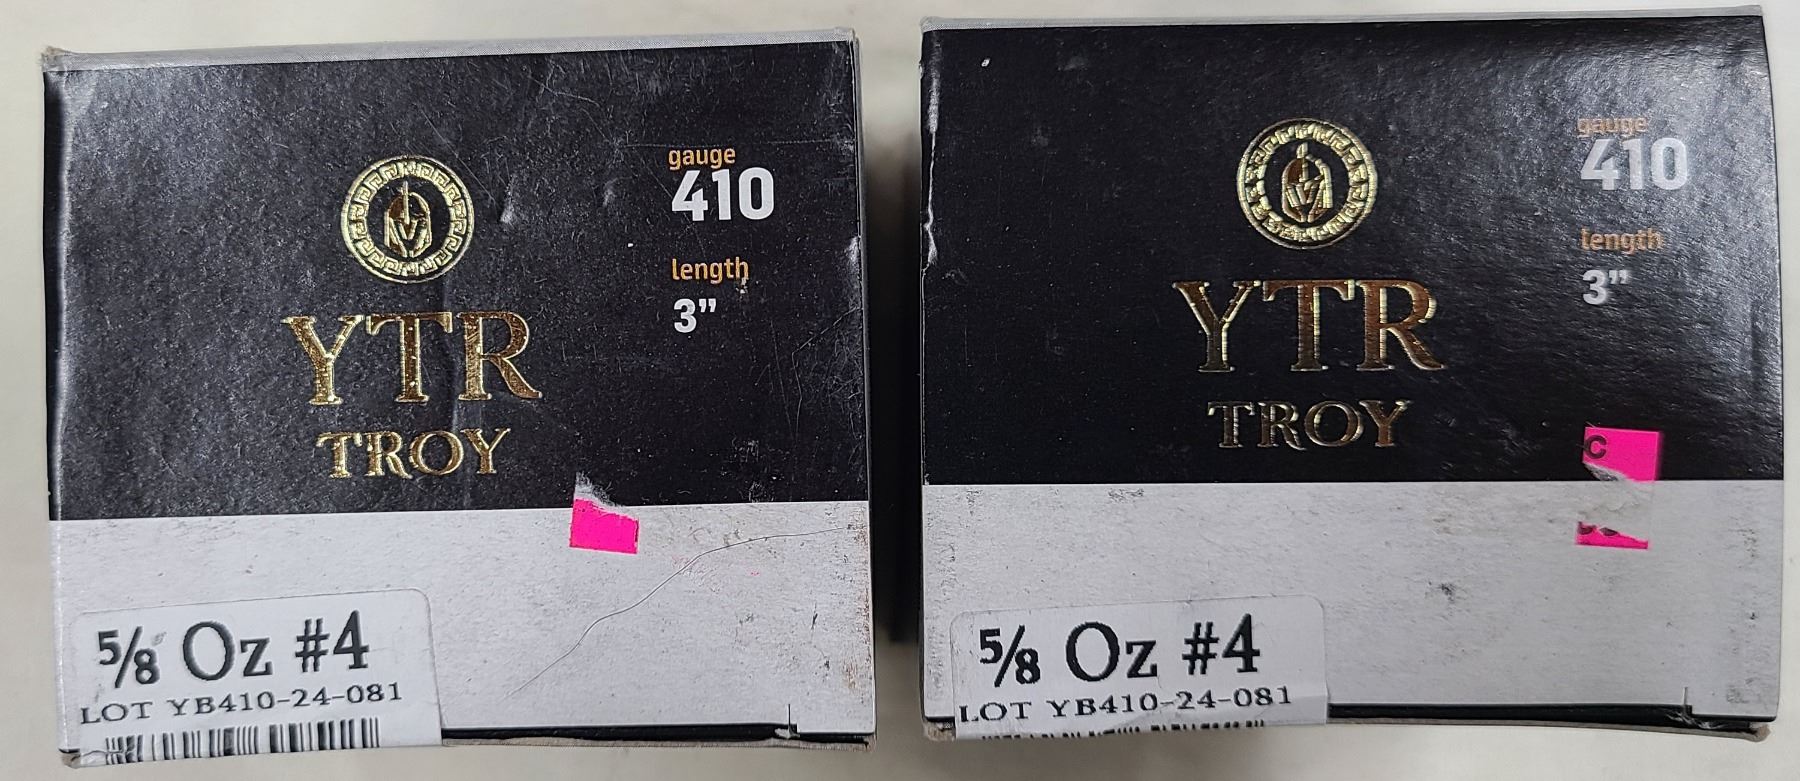 gauge
410
length
3”
YTR
TROY
5/8 Oz #4
LOT YB410-24-081
gauge
410
length
3”
YTR
TROY
C
5/8 Oz #4
LOT YB410-24-081